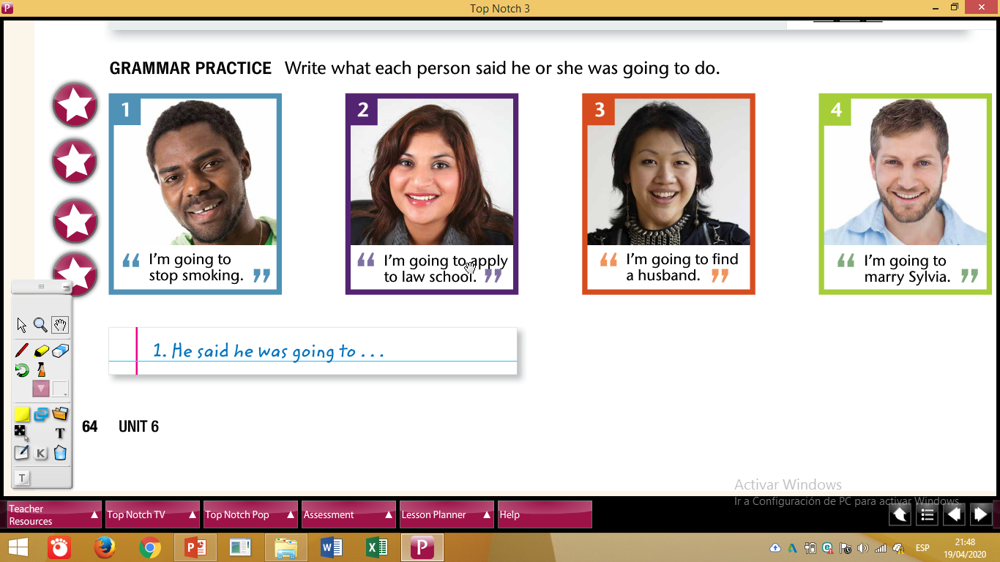 Top Notch 3
GRAMMAR PRACTICE Write what each person said he or she was going to do.
1
2
3
4
“ I’m going to
stop smoking. ”
“ I’m going to apply
to law school. ”
“ I’m going to find
a husband. ”
“ I’m going to
marry Sylvia. ”
1. He said he was going to . . .
64 UNIT 6
T
K
T
Activar Windows
Ir a Configuración de PC para activar Windows.
Teacher
Resources
Top Notch TV
Top Notch Pop
Assessment
Lesson Planner
Help
ESP
21:48
19/04/2020